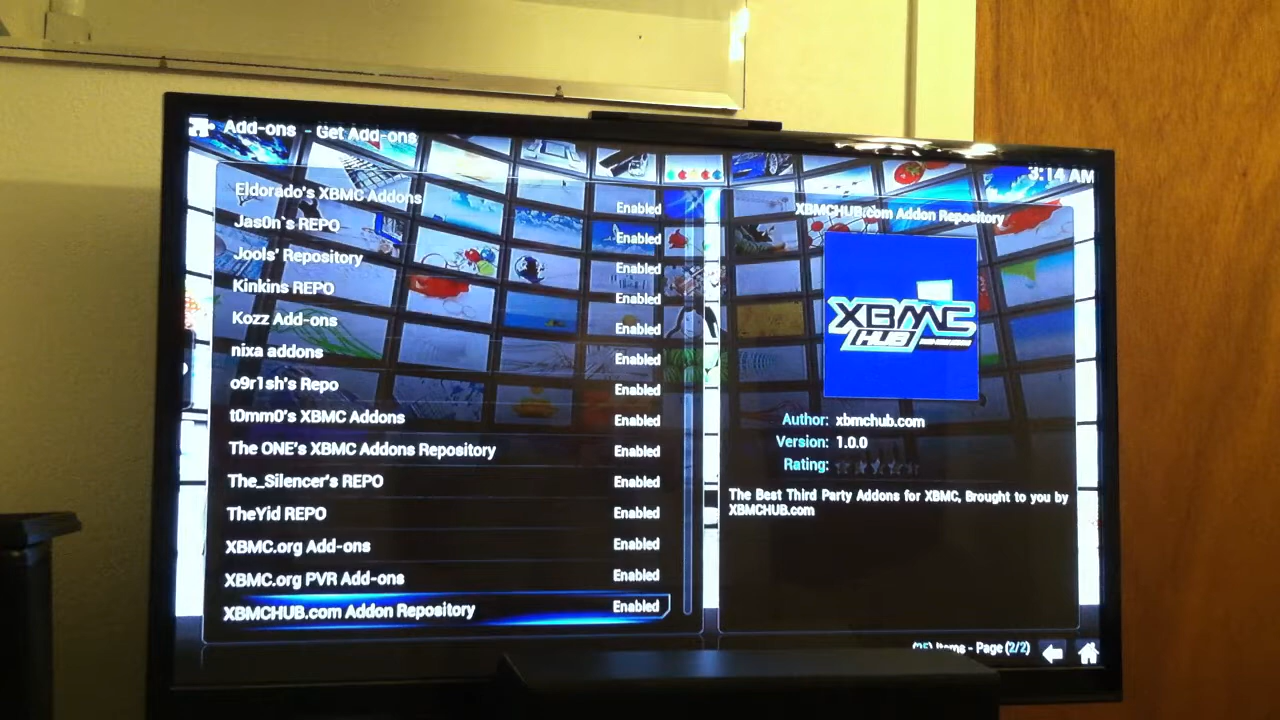 Add-ons - Get Add-ons
3:14 AM
Eldorado's XBMC Addons Enabled
Jas0n`s REPO Enabled
Jools' Repository Enabled
Kinkins REPO Enabled
Kozz Add-ons Enabled
nixa addons Enabled
o9r1sh's Repo Enabled
t0mm0's XBMC Addons Enabled
The ONE's XBMC Addons Repository Enabled
The_Silencer's REPO Enabled
TheYid REPO Enabled
XBMC.org Add-ons Enabled
XBMC.org PVR Add-ons Enabled
XBMCHUB.com Addon Repository Enabled
XBMCHUB.com Addon Repository
XBMC
HUB
Author: xbmchub.com
Version: 1.0.0
Rating:
The Best Third Party Addons for XBMC, Brought to you by
XBMCHUB.com
Items - Page (2/2)